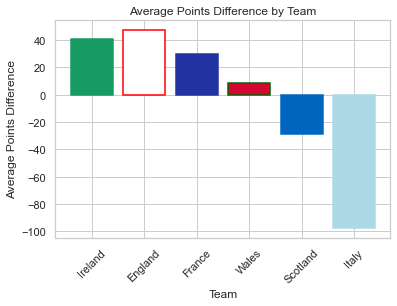 Average Points Difference by Team
Average Points Difference
40
20
0
−20
−40
−60
−80
−100
Ireland
England
France
Wales
Scotland
Italy
Team